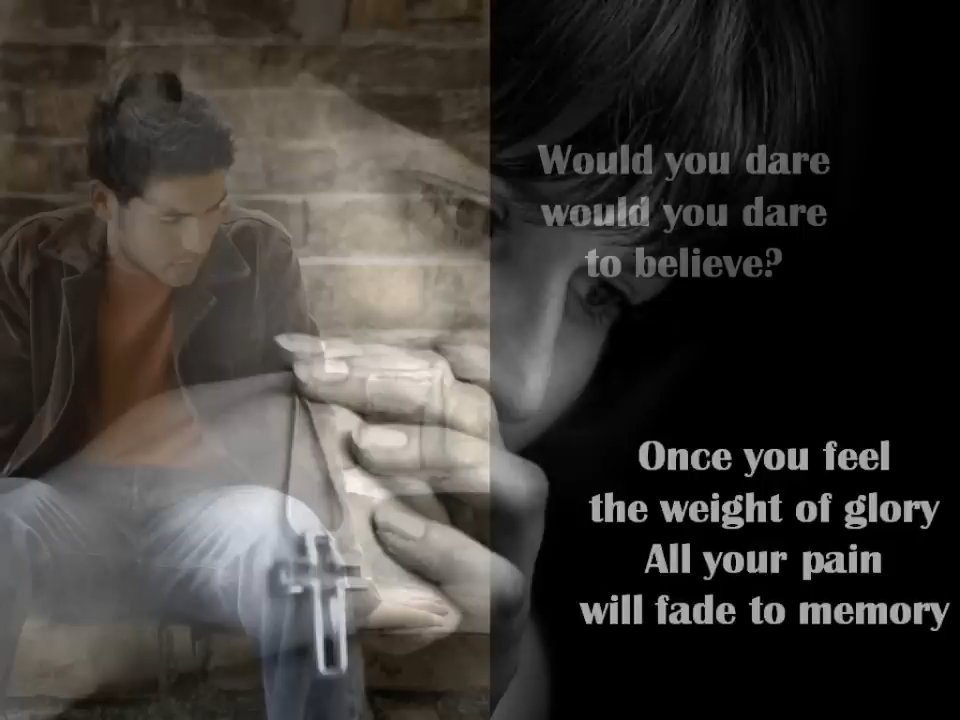 Would you dare
would you dare
to believe?
Once you feel
the weight of glory
All your pain
will fade to memory